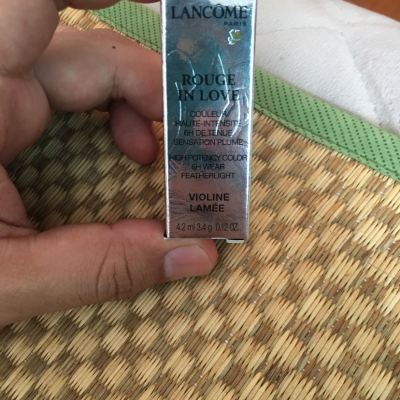 LANCÔME
PARIS
ROUGE
IN LOVE
COULEUR
HAUTE-INTENSITÉ
6H DE TENUE
SENSATION PLUME
HIGH POTENCY COLOR
6H WEAR
FEATHERLIGHT
VIOLINE
LAMÉE
4.2 ml 3.4 g 0.12 OZ.